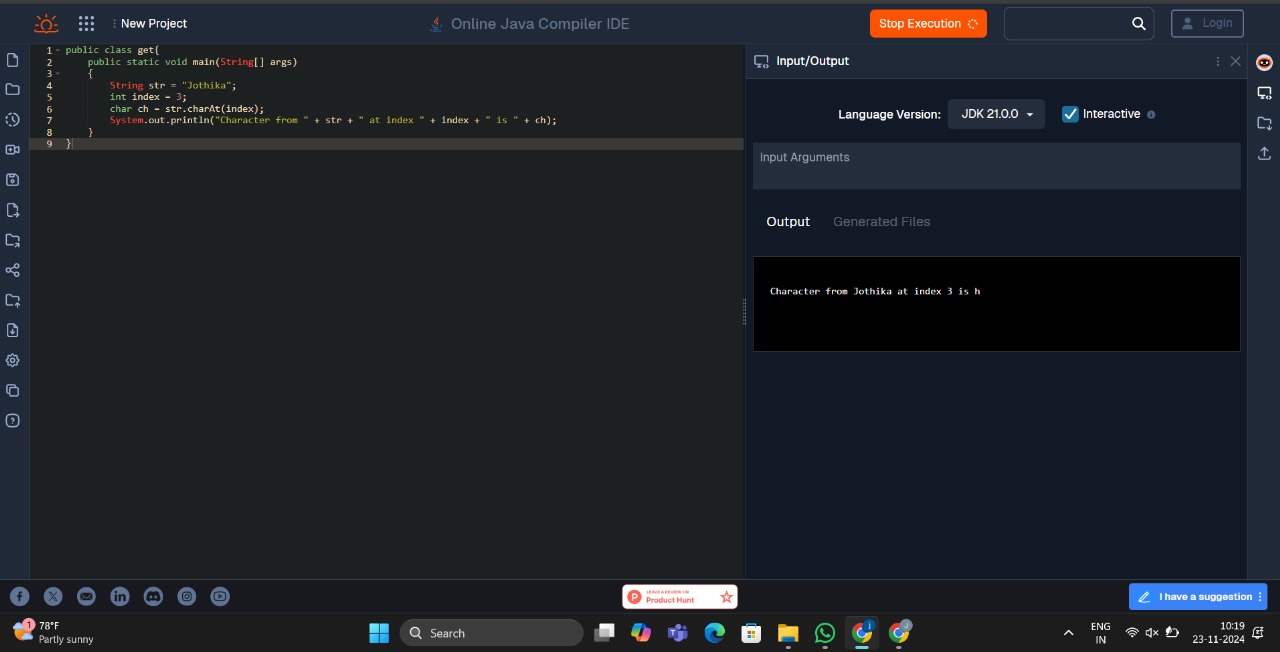 New Project
Online Java Compiler IDE
Stop Execution
Login
1 public class get{
2 public static void main(String[] args)
3 {
4 String str = "Jothika";
5 int index = 3;
6 char ch = str.charAt(index);
7 System.out.println("Character from " + str + " at index " + index + " is " + ch);
8 }
9 }
Input/Output
Language Version: JDK 21.0.0 Interactive
Input Arguments
Output Generated Files
Character from Jothika at index 3 is h
LEAVE A REVIEW ON
Product Hunt
I have a suggestion
1
78°F
Partly sunny
Search
ENG
IN
10:19
23-11-2024